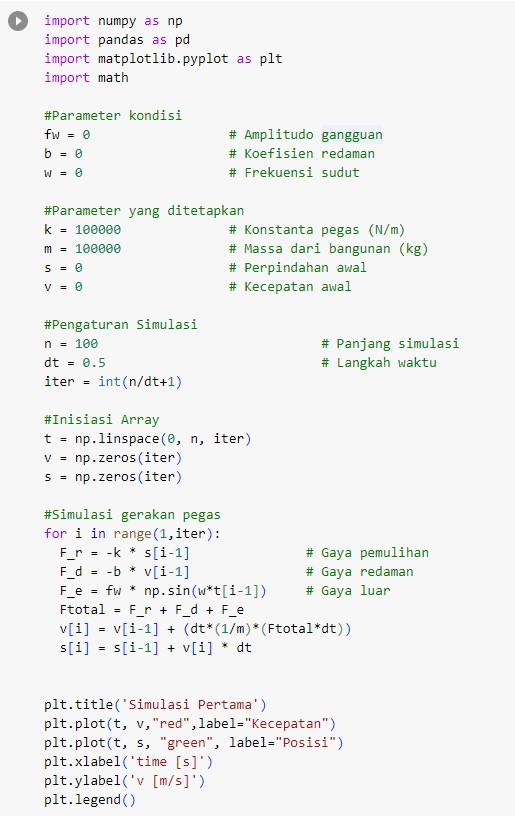 import numpy as np
import pandas as pd
import matplotlib.pyplot as plt
import math
#Parameter kondisi
fw = 0 # Amplitudo gangguan
b = 0 # Koefisien redaman
w = 0 # Frekuensi sudut
#Parameter yang ditetapkan
k = 100000 # Konstanta pegas (N/m)
m = 100000 # Massa dari bangunan (kg)
s = 0 # Perpindahan awal
v = 0 # Kecepatan awal
#Pengaturan Simulasi
n = 100 # Panjang simulasi
dt = 0.5 # Langkah waktu
iter = int(n/dt+1)
#Inisiasi Array
t = np.linspace(0, n, iter)
v = np.zeros(iter)
s = np.zeros(iter)
#Simulasi gerakan pegas
for i in range(1,iter):
F_r = -k * s[i-1] # Gaya pemulihan
F_d = -b * v[i-1] # Gaya redaman
F_e = fw * np.sin(w*t[i-1]) # Gaya luar
Ftotal = F_r + F_d + F_e
v[i] = v[i-1] + (dt*(1/m)*(Ftotal*dt))
s[i] = s[i-1] + v[i] * dt
plt.title('Simulasi Pertama')
plt.plot(t, v,"red",label="Kecepatan")
plt.plot(t, s, "green", label="Posisi")
plt.xlabel('time [s]')
plt.ylabel('v [m/s]')
plt.legend()